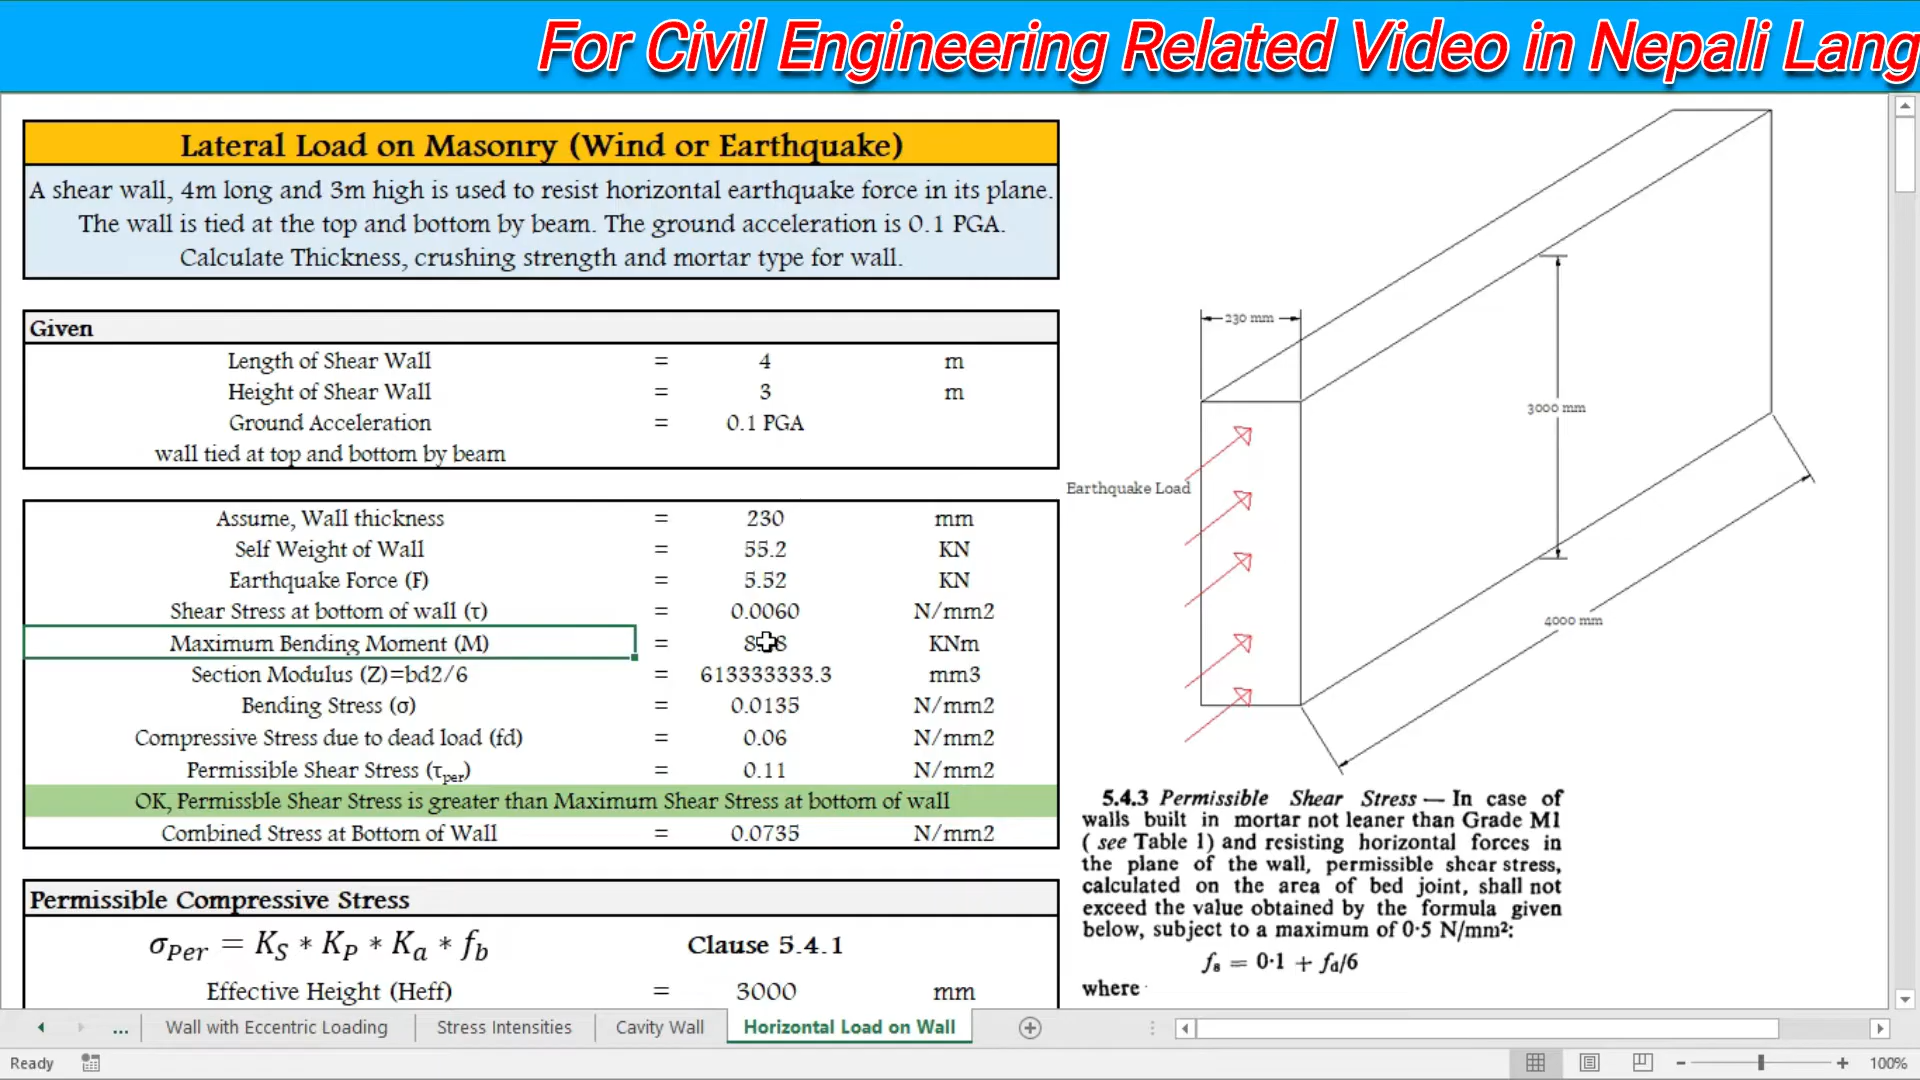 For Civil Engineering Related Video in Nepali Lang
Lateral Load on Masonry (Wind or Earthquake)
A shear wall, 4m long and 3m high is used to resist horizontal earthquake force in its plane.
The wall is tied at the top and bottom by beam. The ground acceleration is 0.1 PGA.
Calculate Thickness, crushing strength and mortar type for wall.
Given
Length of Shear Wall = 4 m
Height of Shear Wall = 3 m
Ground Acceleration = 0.1 PGA
wall tied at top and bottom by beam
Assume, Wall thickness = 230 mm
Self Weight of Wall = 55.2 KN
Earthquake Force (F) = 5.52 KN
Shear Stress at bottom of wall (τ) = 0.0060 N/mm2
Maximum Bending Moment (M) = KNm
Section Modulus (Z)=bd2/6 = 613333333.3 mm3
Bending Stress (σ) = 0.0135 N/mm2
Compressive Stress due to dead load (fd) = 0.06 N/mm2
Permissible Shear Stress (τper) = 0.11 N/mm2
OK, Permissble Shear Stress is greater than Maximum Shear Stress at bottom of wall
Combined Stress at Bottom of Wall = 0.0735 N/mm2
Permissible Compressive Stress
σPer = KS * KP * Ka * fb Clause 5.4.1
Effective Height (Heff) = 3000 mm
230 mm
3000 mm
Earthquake Load
4000 mm
5.4.3 Permissible Shear Stress — In case of
walls built in mortar not leaner than Grade M1
( see Table 1) and resisting horizontal forces in
the plane of the wall, permissible shear stress,
calculated on the area of bed joint, shall not
exceed the value obtained by the formula given
below, subject to a maximum of 0·5 N/mm²:
fs = 0·1 + fd/6
where
... Wall with Eccentric Loading Stress Intensities Cavity Wall Horizontal Load on Wall
Ready 100%